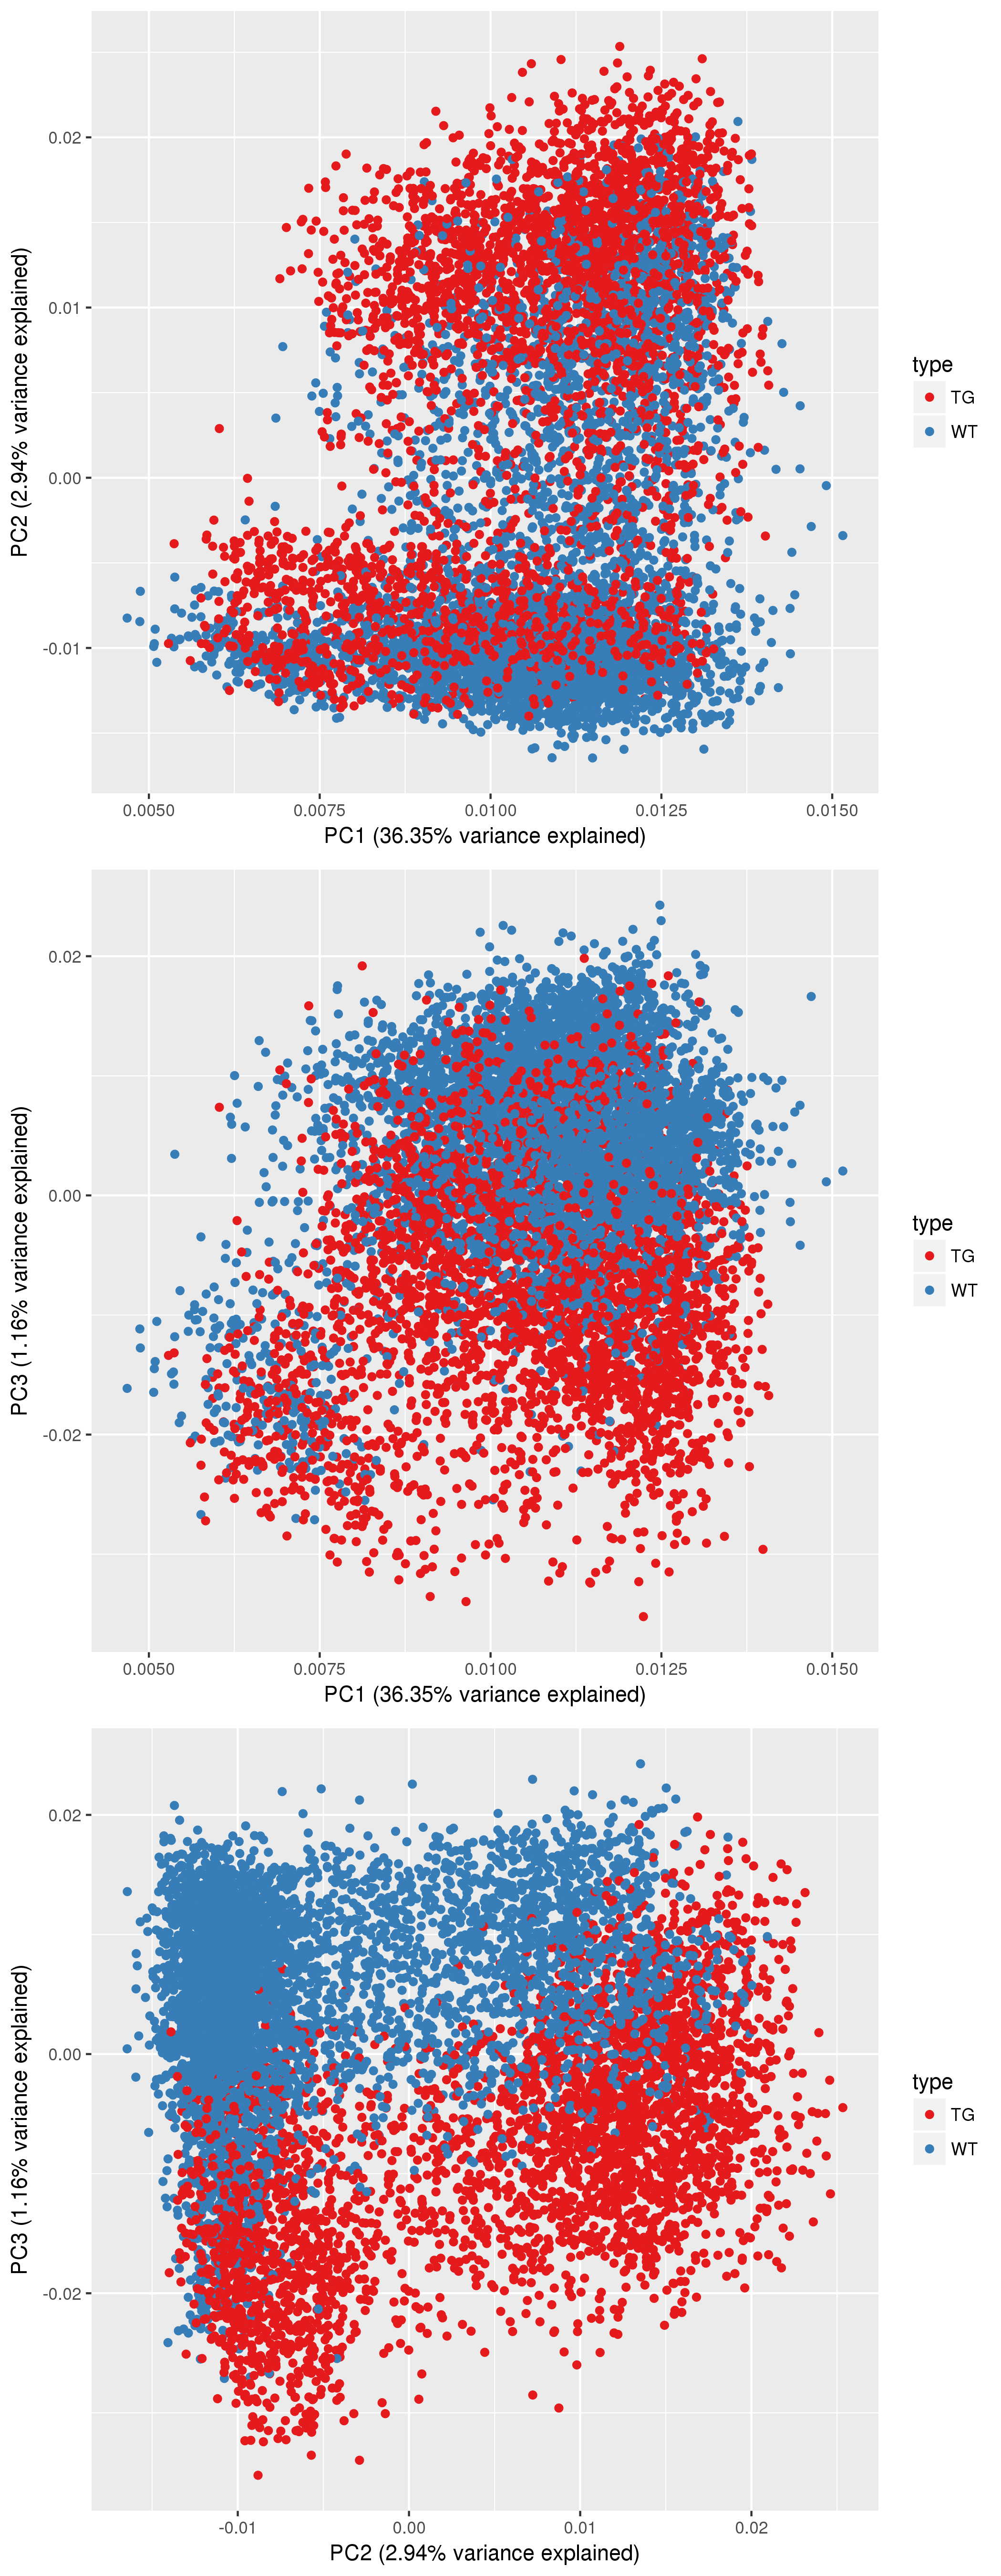 0.02
0.01
0.00
-0.01
PC2 (2.94% variance explained)
0.0050 0.0075 0.0100 0.0125 0.0150
PC1 (36.35% variance explained)
type
TG
WT
0.02
0.00
-0.02
PC3 (1.16% variance explained)
0.0050 0.0075 0.0100 0.0125 0.0150
PC1 (36.35% variance explained)
type
TG
WT
0.02
0.00
-0.02
PC3 (1.16% variance explained)
-0.01 0.00 0.01 0.02
PC2 (2.94% variance explained)
type
TG
WT